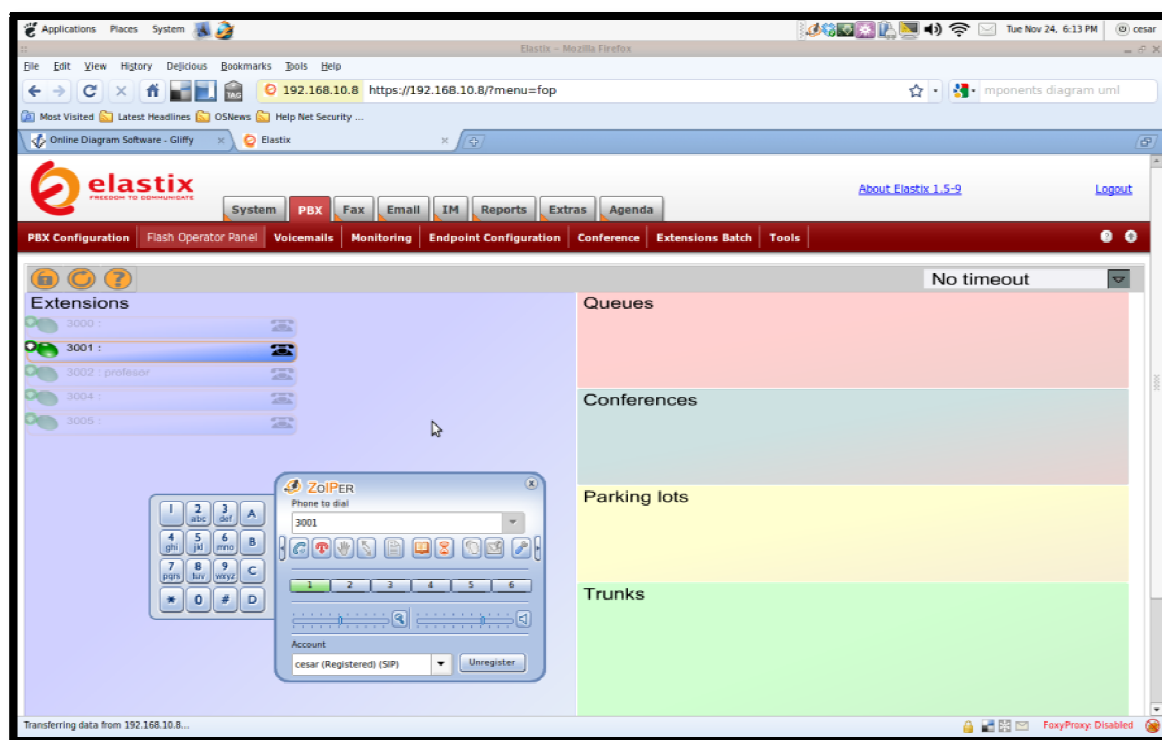 Applications Places System Tue Nov 24, 6:13 PM cesar
Elastix - Mozilla Firefox
File Edit View History Delicious Bookmarks Tools Help
TAG 192.168.10.8 https://192.168.10.8/?menu=fop mponents diagram uml
Most Visited Latest Headlines OSNews Help Net Security ...
Online Diagram Software - Gliffy Elastix
elastix
FREEDOM TO COMMUNICATE
About Elastix 1.5-9 Logout
System PBX Fax Email IM Reports Extras Agenda
PBX Configuration Flash Operator Panel Voicemails Monitoring Endpoint Configuration Conference Extensions Batch Tools
? No timeout
Extensions
3000 :
3001 :
3002 : profesor
3004 :
3005 :
Queues
Conferences
Parking lots
Trunks
ZOIPER
Phone to dial
3001
1 2 abc 3 def A
4 ghi 5 jkl 6 mno B
7 pqrs 8 tuv 9 wxyz C
* 0 # D
1 2 3 4 5 6
Account
cesar (Registered) (SIP) Unregister
Transferring data from 192.168.10.8... FoxyProxy: Disabled